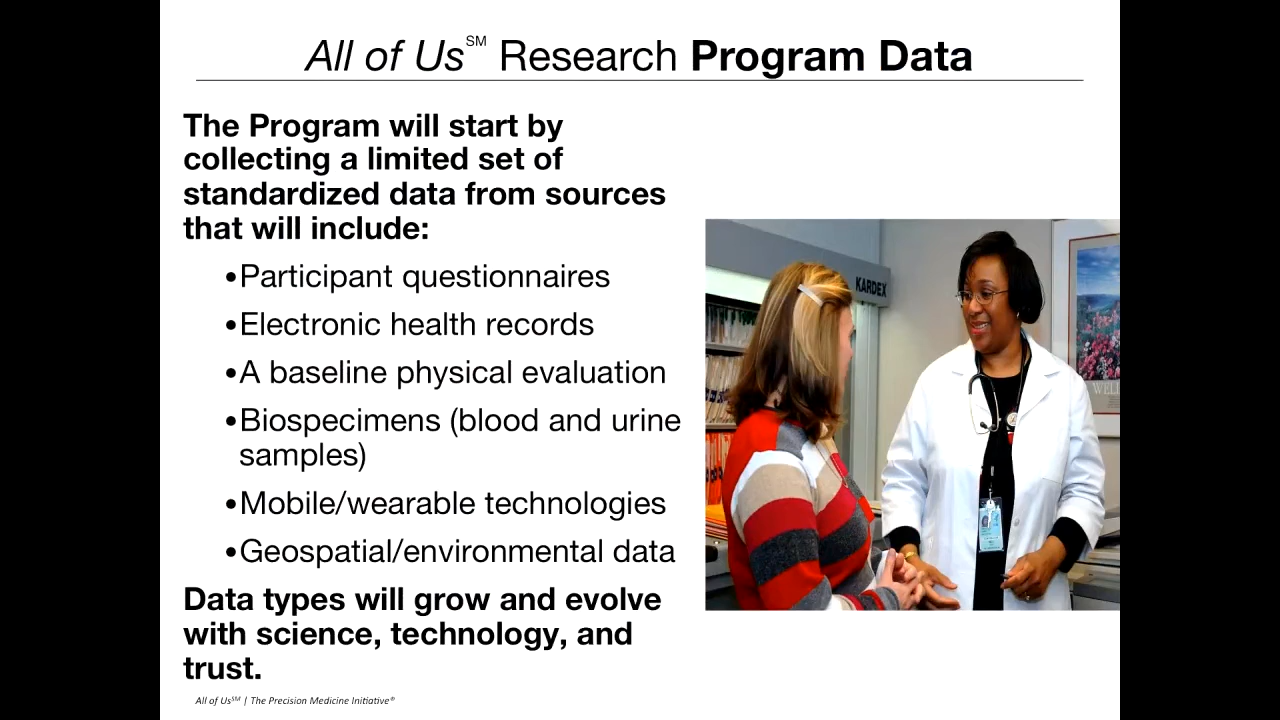 All of Us℠ Research Program Data
The Program will start by
collecting a limited set of
standardized data from sources
that will include:
•Participant questionnaires
•Electronic health records
•A baseline physical evaluation
•Biospecimens (blood and urine
samples)
•Mobile/wearable technologies
•Geospatial/environmental data
Data types will grow and evolve
with science, technology, and
trust.
KARDEX
All of Us℠ | The Precision Medicine Initiative®